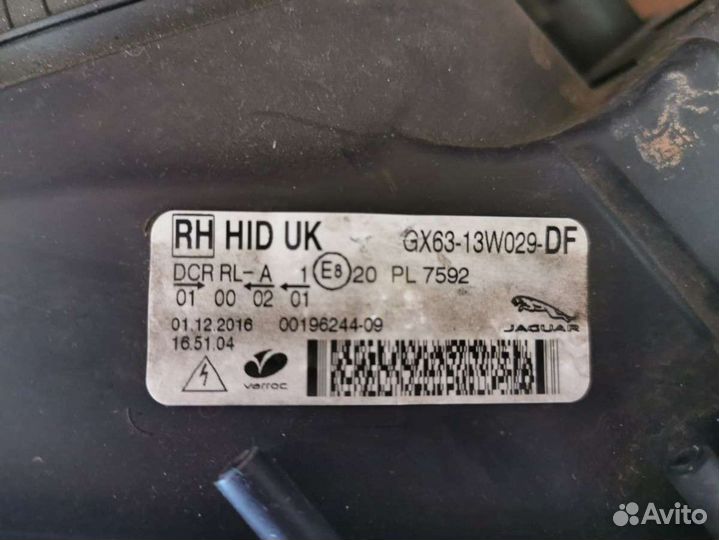 RH HID UK GX63-13W029-DF
DCR RL-A 1 E8 20 PL 7592
01 00 02 01
01.12.2016 00196244-09
16.51.04
JAGUAR
varroc
Avito